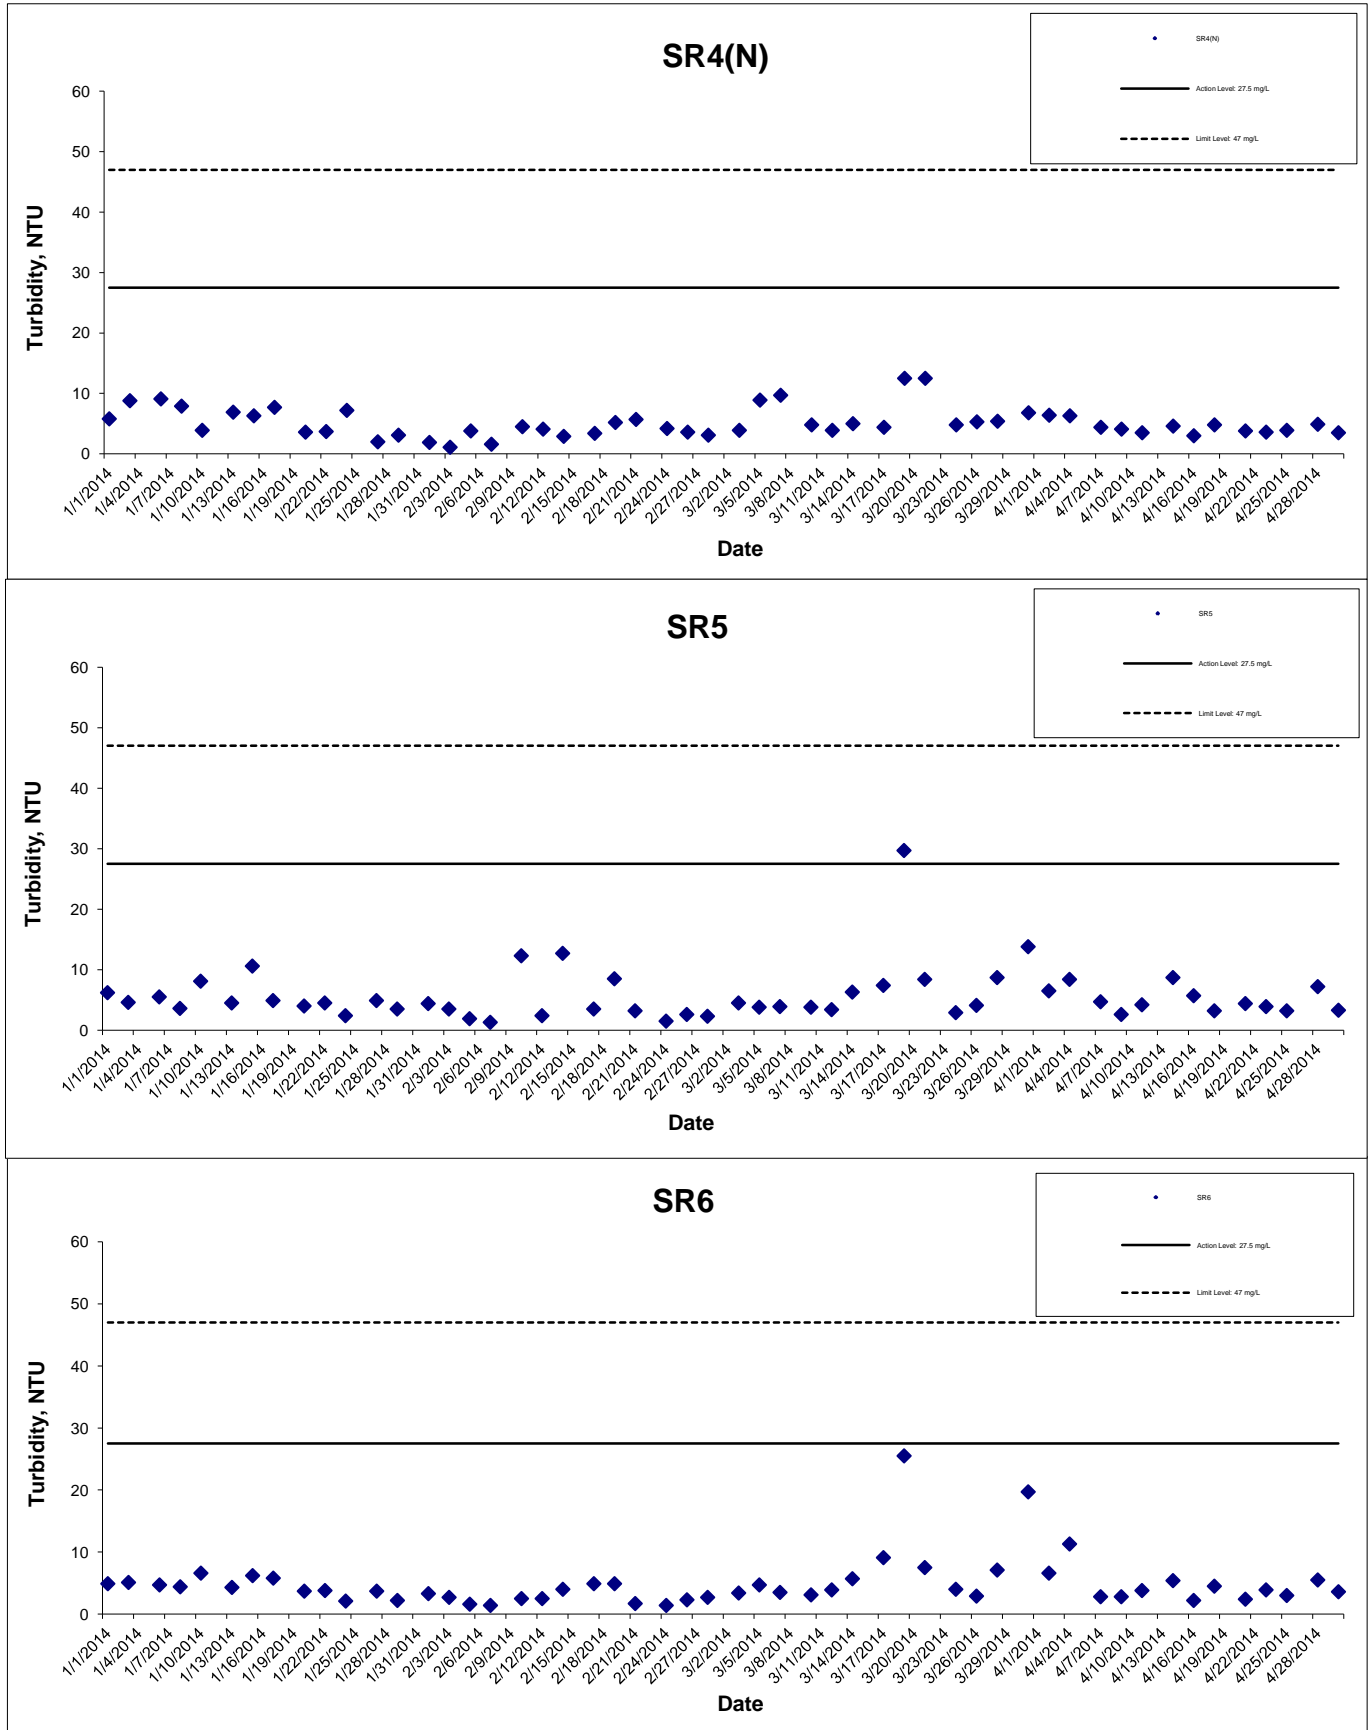 SR4(N)
SR4(N)
Action Level: 27.5 mg/L
Limit Level: 47 mg/L
60
50
40
30
20
10
0
Turbidity, NTU
1/1/2014 1/4/2014 1/7/2014 1/10/2014 1/13/2014 1/16/2014 1/19/2014 1/22/2014 1/25/2014 1/28/2014 1/31/2014 2/3/2014 2/6/2014 2/9/2014 2/12/2014 2/15/2014 2/18/2014 2/21/2014 2/24/2014 2/27/2014 3/2/2014 3/5/2014 3/8/2014 3/11/2014 3/14/2014 3/17/2014 3/20/2014 3/23/2014 3/26/2014 3/29/2014 4/1/2014 4/4/2014 4/7/2014 4/10/2014 4/13/2014 4/16/2014 4/19/2014 4/22/2014 4/25/2014 4/28/2014
Date
SR5
SR5
Action Level: 27.5 mg/L
Limit Level: 47 mg/L
60
50
40
30
20
10
0
Turbidity, NTU
1/1/2014 1/4/2014 1/7/2014 1/10/2014 1/13/2014 1/16/2014 1/19/2014 1/22/2014 1/25/2014 1/28/2014 1/31/2014 2/3/2014 2/6/2014 2/9/2014 2/12/2014 2/15/2014 2/18/2014 2/21/2014 2/24/2014 2/27/2014 3/2/2014 3/5/2014 3/8/2014 3/11/2014 3/14/2014 3/17/2014 3/20/2014 3/23/2014 3/26/2014 3/29/2014 4/1/2014 4/4/2014 4/7/2014 4/10/2014 4/13/2014 4/16/2014 4/19/2014 4/22/2014 4/25/2014 4/28/2014
Date
SR6
SR6
Action Level: 27.5 mg/L
Limit Level: 47 mg/L
60
50
40
30
20
10
0
Turbidity, NTU
1/1/2014 1/4/2014 1/7/2014 1/10/2014 1/13/2014 1/16/2014 1/19/2014 1/22/2014 1/25/2014 1/28/2014 1/31/2014 2/3/2014 2/6/2014 2/9/2014 2/12/2014 2/15/2014 2/18/2014 2/21/2014 2/24/2014 2/27/2014 3/2/2014 3/5/2014 3/8/2014 3/11/2014 3/14/2014 3/17/2014 3/20/2014 3/23/2014 3/26/2014 3/29/2014 4/1/2014 4/4/2014 4/7/2014 4/10/2014 4/13/2014 4/16/2014 4/19/2014 4/22/2014 4/25/2014 4/28/2014
Date